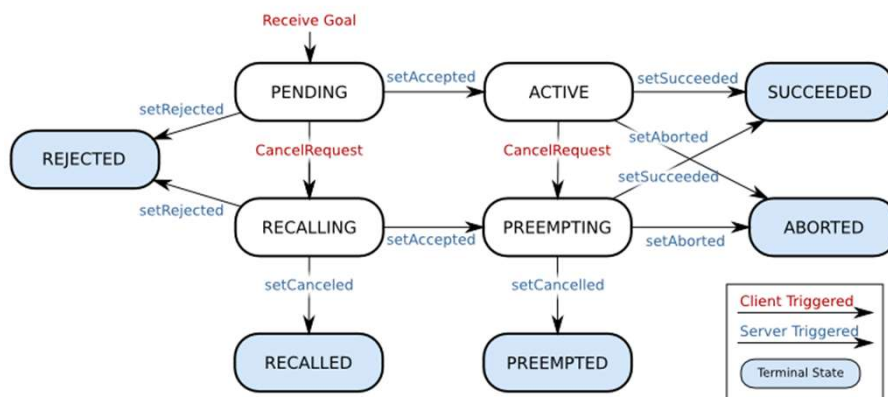 Receive Goal
PENDING
setAccepted
ACTIVE
setSucceeded
SUCCEEDED
setRejected
REJECTED
CancelRequest
CancelRequest
setAborted
setSucceeded
setRejected
RECALLING
setAccepted
PREEMPTING
setAborted
ABORTED
setCanceled
setCancelled
RECALLED
PREEMPTED
Client Triggered
Server Triggered
Terminal State